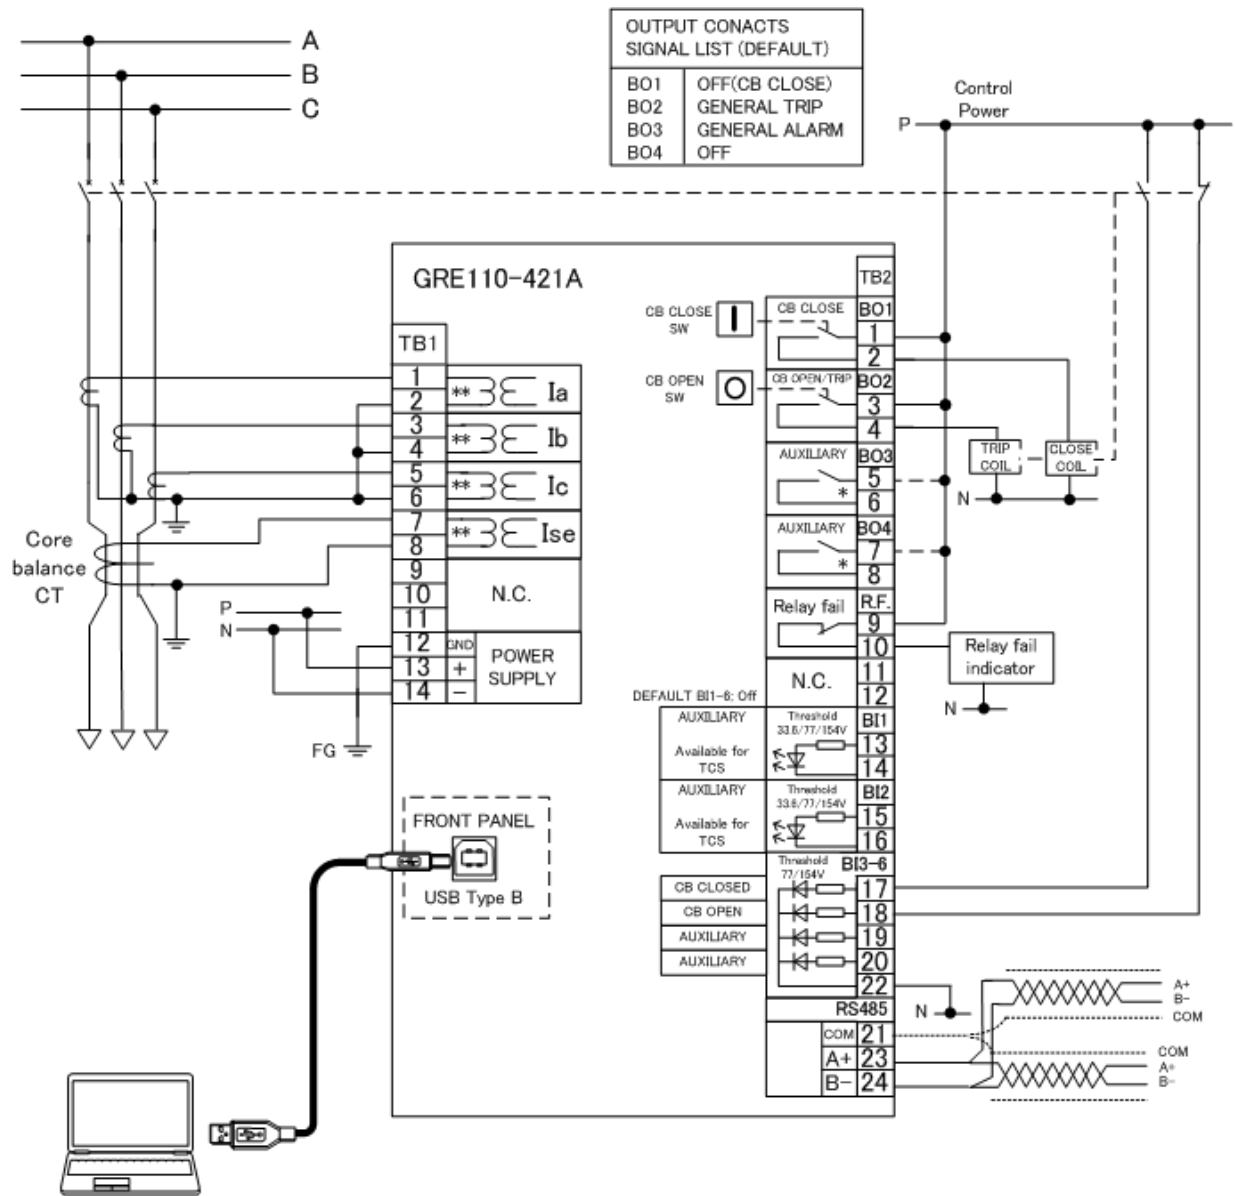 OUTPUT CONACTS
SIGNAL LIST (DEFAULT)
BO1 OFF(CB CLOSE)
BO2 GENERAL TRIP
BO3 GENERAL ALARM
BO4 OFF
A
B
C
Control
Power
P
GRE110-421A
TB1
1
2
3
4
5
6
7
8
9
10
11
12
13
14
** Ia
** Ib
** Ic
** Ise
N.C.
GND
+
-
POWER
SUPPLY
Core
balance
CT
P
N
FG
FRONT PANEL
USB Type B
TB2
CB CLOSE
SW
CB CLOSE
BO1
1
2
CB OPEN
SW
CB OPEN/TRIP
BO2
3
4
AUXILIARY
BO3
5
* 6
AUXILIARY
BO4
7
* 8
Relay fail
R.F.
9
10
N.C.
11
12
TRIP
COIL
CLOSE
COIL
N
Relay fail
indicator
N
DEFAULT BI1-6: Off
AUXILIARY
Available for
TCS
Threshold
33.6/77/154V
BI1
13
14
AUXILIARY
Available for
TCS
Threshold
33.6/77/154V
BI2
15
16
Threshold
77/154V
BI3-6
CB CLOSED
17
CB OPEN
18
AUXILIARY
19
AUXILIARY
20
22
N
RS485
COM 21
A+ 23
B- 24
A+
B-
COM
COM
A+
B-